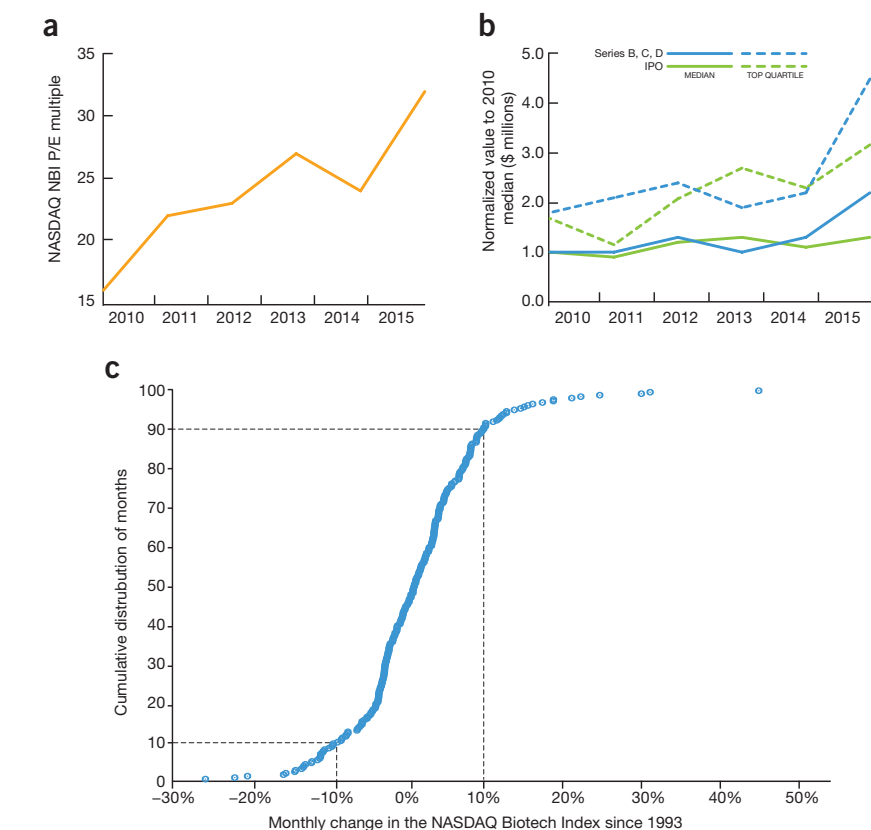 a
NASDAQ NBI P/E multiple
35
30
25
20
15
2010 2011 2012 2013 2014 2015
b
Normalized value to 2010
median ($ millions)
Series B, C, D
IPO
MEDIAN TOP QUARTILE
5.0
4.0
3.0
2.0
1.0
0.0
2010 2011 2012 2013 2014 2015
c
Cumulative distrubution of months
100
90
80
70
60
50
40
30
20
10
0
–30% –20% –10% 0% 10% 20% 30% 40% 50%
Monthly change in the NASDAQ Biotech Index since 1993